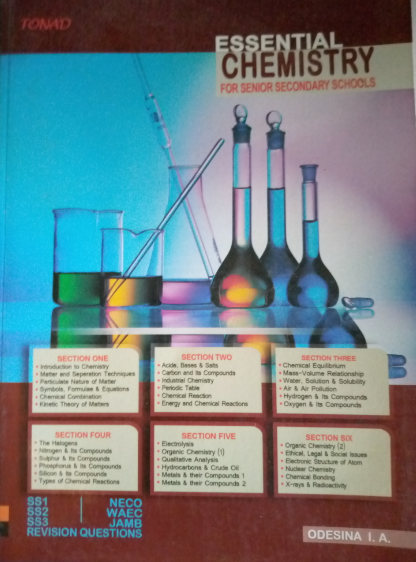 TONAD
ESSENTIAL
CHEMISTRY
FOR SENIOR SECONDARY SCHOOLS
SECTION ONE
• Introduction to Chemistry
• Matter and Seperation Techniques
• Particulate Nature of Matter
• Symbols, Formulae & Equations
• Chemical Combination
• Kinetic Theory of Matters
SECTION TWO
• Acids, Bases & Salts
• Carbon and its Compounds
• Industrial Chemistry
• Periodic Table
• Chemical Reaction
• Energy and Chemical Reactions
SECTION THREE
• Chemical Equilibrium
• Mass-Volume Relationship
• Water, Solution & Solubility
• Air & Air Pollution
• Hydrogen & Its Compounds
• Oxygen & Its Compounds
SECTION FOUR
• The Halogens
• Nitrogen & Its Compounds
• Sulphur & Its Compounds
• Phosphorus & Its Compounds
• Silicon & Its Compounds
• Types of Chemical Reactions
SECTION FIVE
• Electrolysis
• Organic Chemistry (1)
• Qualitative Analysis
• Hydrocarbons & Crude Oil
• Metals & their Compounds 1
• Metals & their Compounds 2
SECTION SIX
• Organic Chemistry (2)
• Ethical, Legal & Social Issues
• Electronic Structure of Atom
• Nuclear Chemistry
• Chemical Bonding
• X-rays & Radioactivity
SS1 NECO
SS2 WAEC
SS3 JAMB
REVISION QUESTIONS
ODESINA I. A.